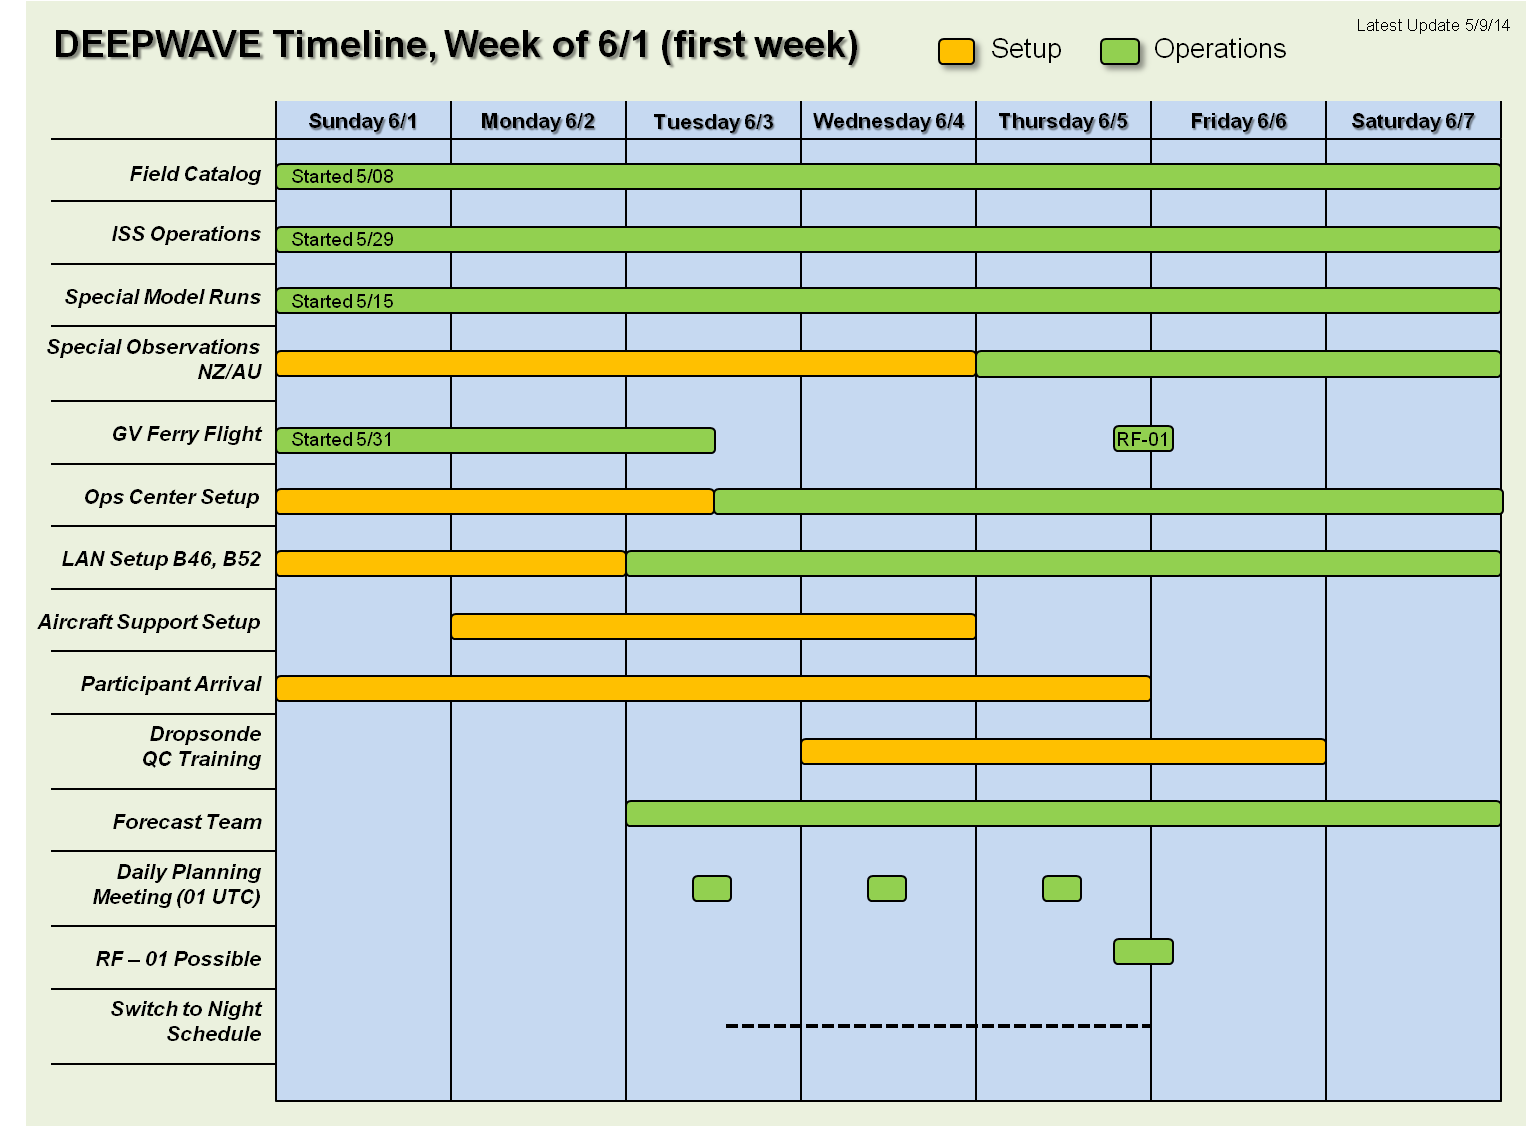 DEEPWAVE Timeline, Week of 6/1 (first week)
Setup
Operations
Latest Update 5/9/14
Sunday 6/1
Monday 6/2
Tuesday 6/3
Wednesday 6/4
Thursday 6/5
Friday 6/6
Saturday 6/7
Field Catalog
Started 5/08
ISS Operations
Started 5/29
Special Model Runs
Started 5/15
Special Observations
NZ/AU
GV Ferry Flight
Started 5/31
RF-01
Ops Center Setup
LAN Setup B46, B52
Aircraft Support Setup
Participant Arrival
Dropsonde
QC Training
Forecast Team
Daily Planning
Meeting (01 UTC)
RF – 01 Possible
Switch to Night
Schedule